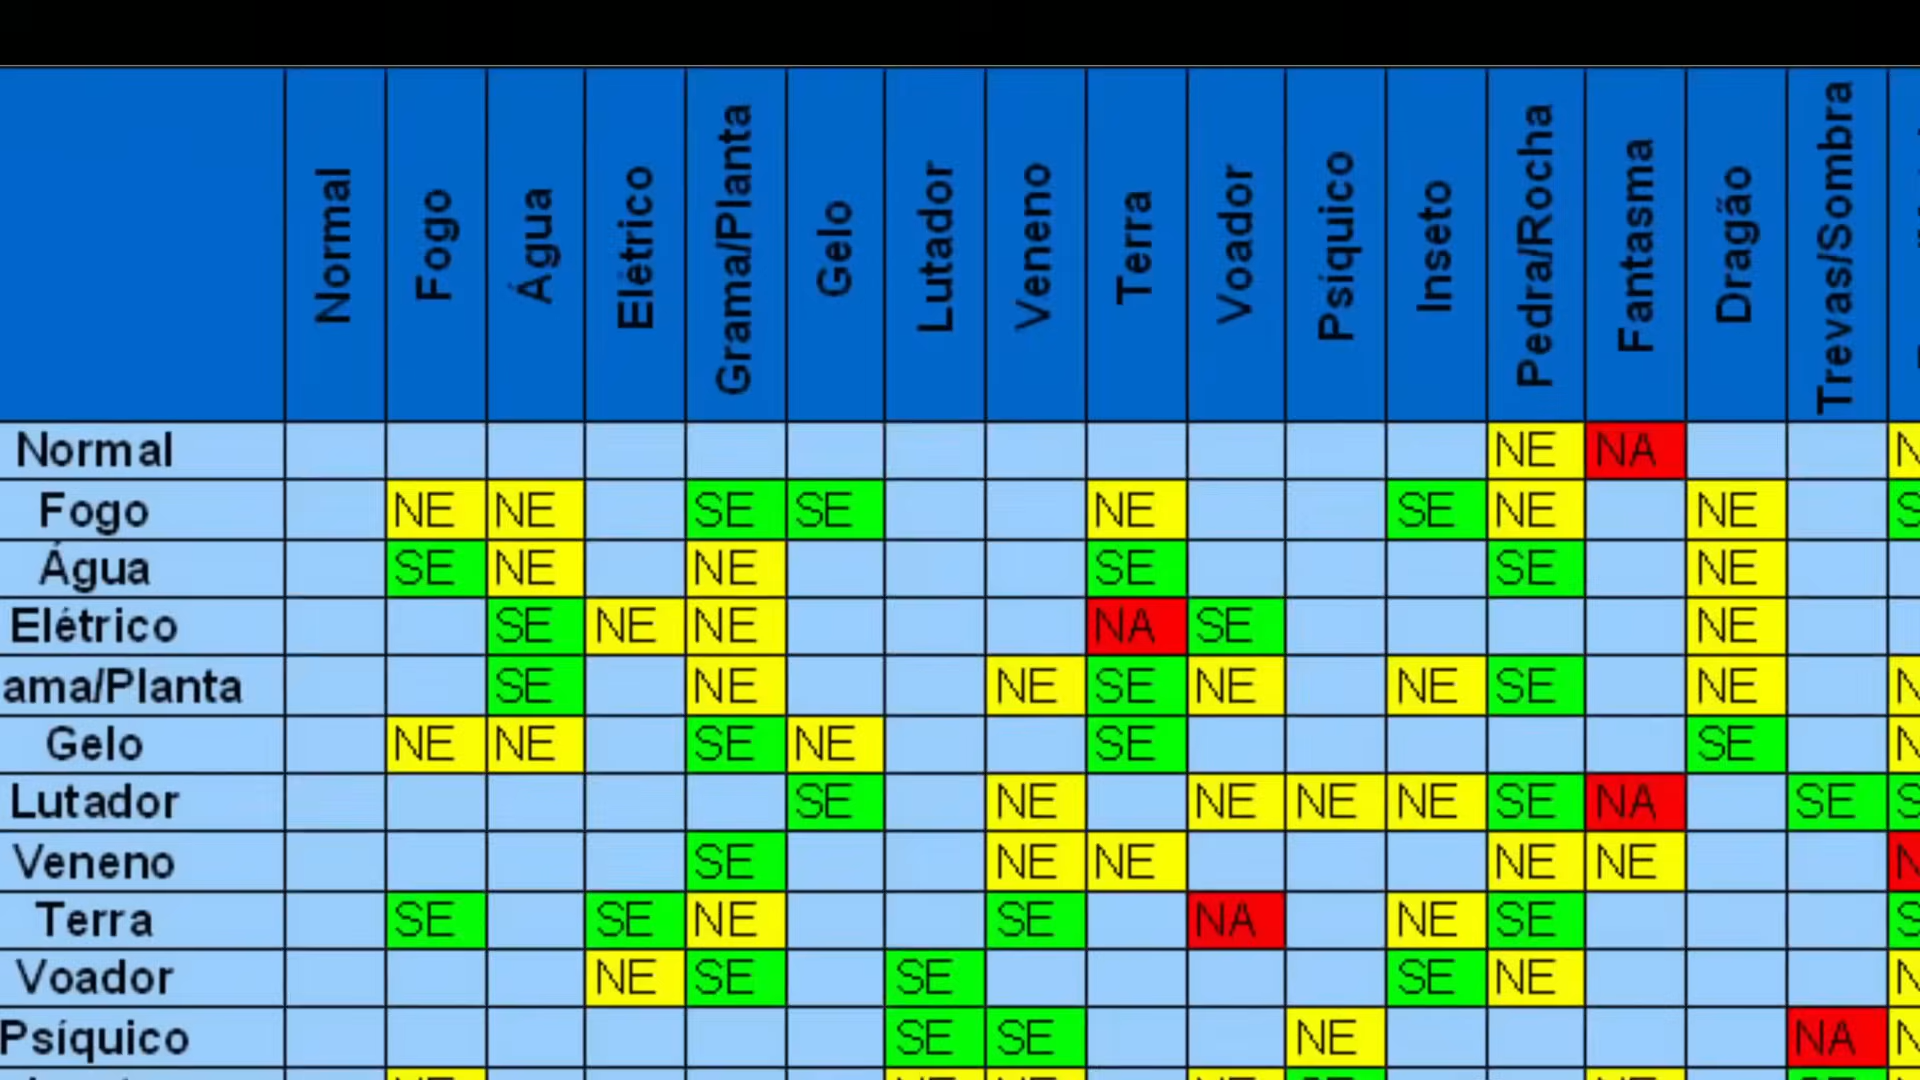 Normal Fogo Água Elétrico Grama/Planta Gelo Lutador Veneno Terra Voador Psíquico Inseto Pedra/Rocha Fantasma Dragão Trevas/Sombra
Normal NE NA
Fogo NE NE SE SE NE SE NE NE
Água SE NE NE SE SE NE
Elétrico SE NE NE NA SE NE
ama/Planta SE NE NE SE NE NE SE NE
Gelo NE NE SE NE SE SE
Lutador SE NE NE NE NE SE NA SE
Veneno SE NE NE NE NE
Terra SE SE NE SE NA NE SE
Voador NE SE SE SE NE
Psíquico SE SE NE NA